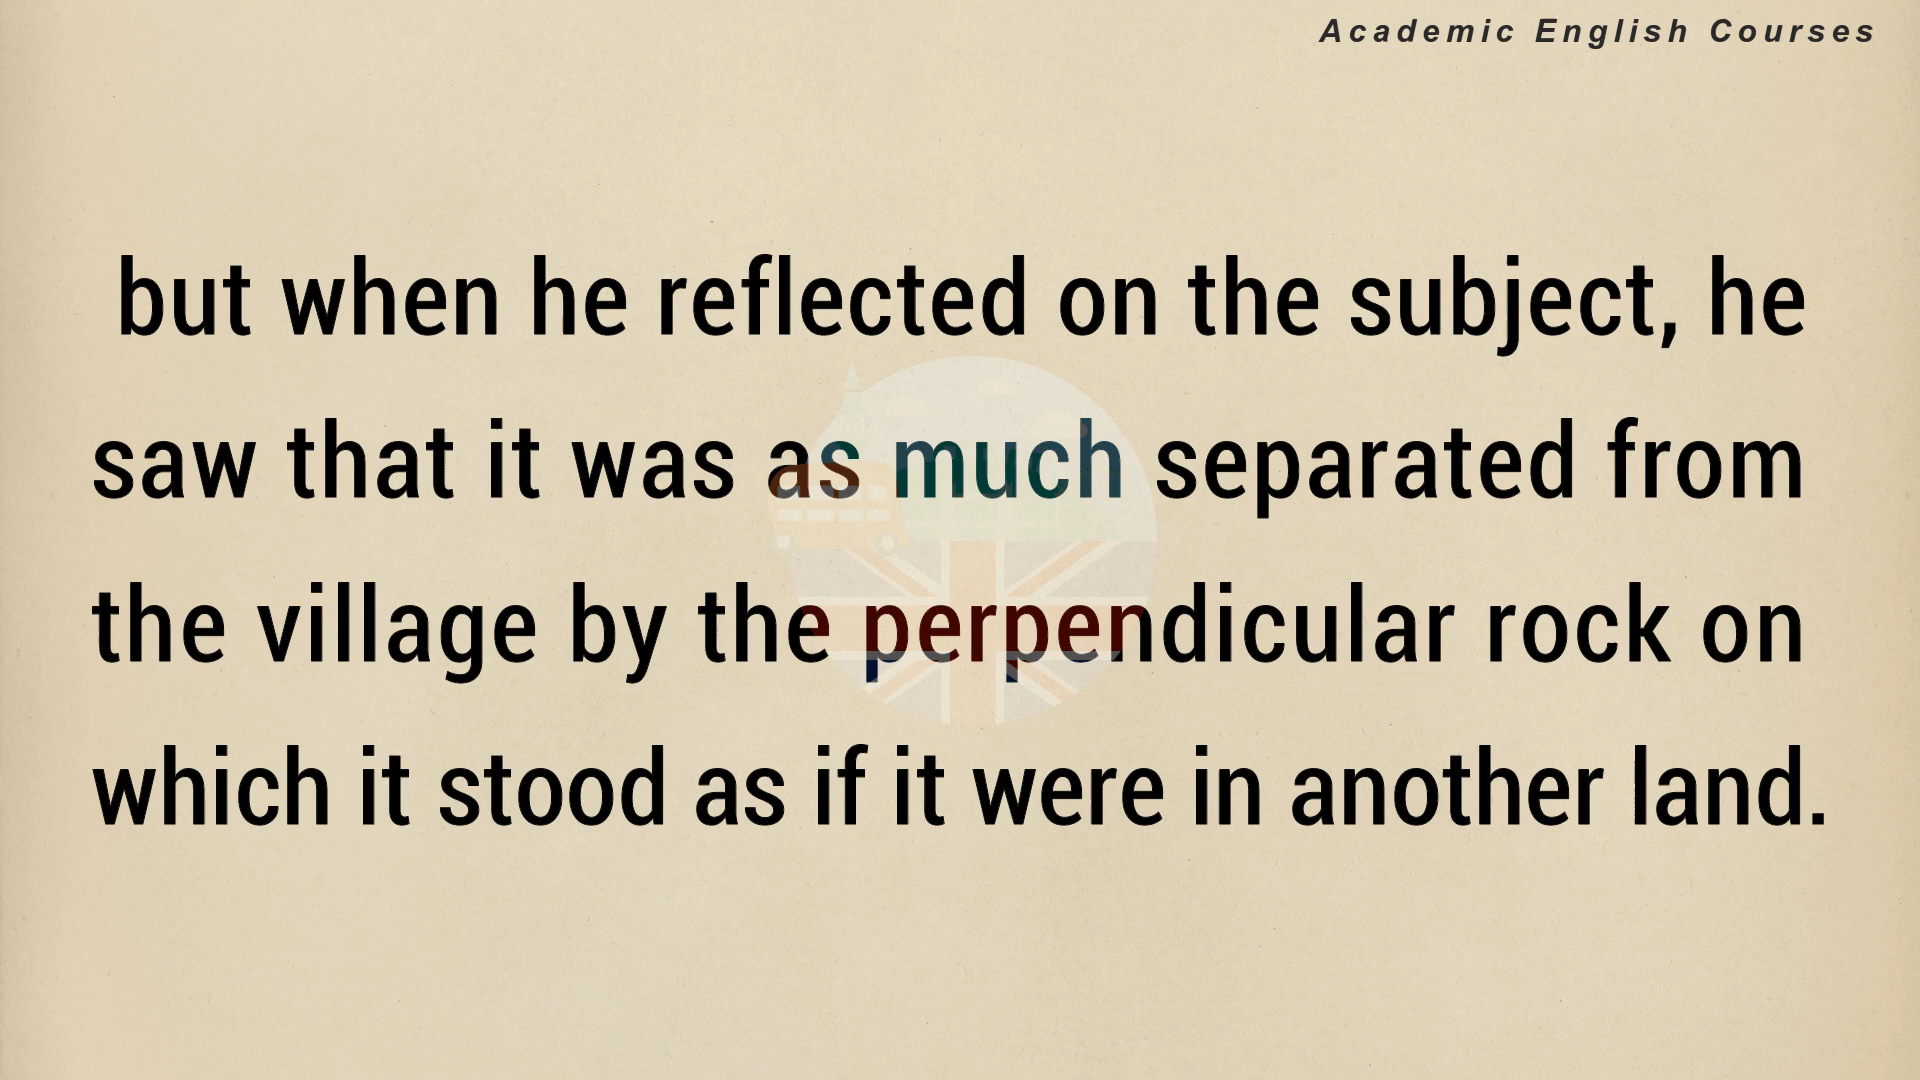 Academic English Courses
but when he reflected on the subject, he
saw that it was as much separated from
the village by the perpendicular rock on
which it stood as if it were in another land.